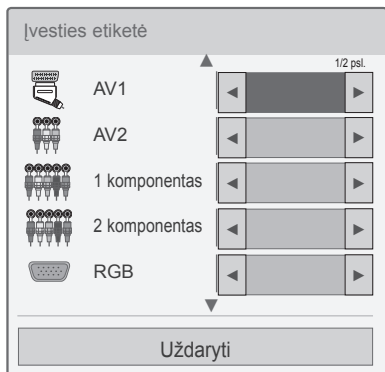 Įvesties etiketė
1/2 psl.
AV1
AV2
1 komponentas
2 komponentas
RGB
Uždaryti